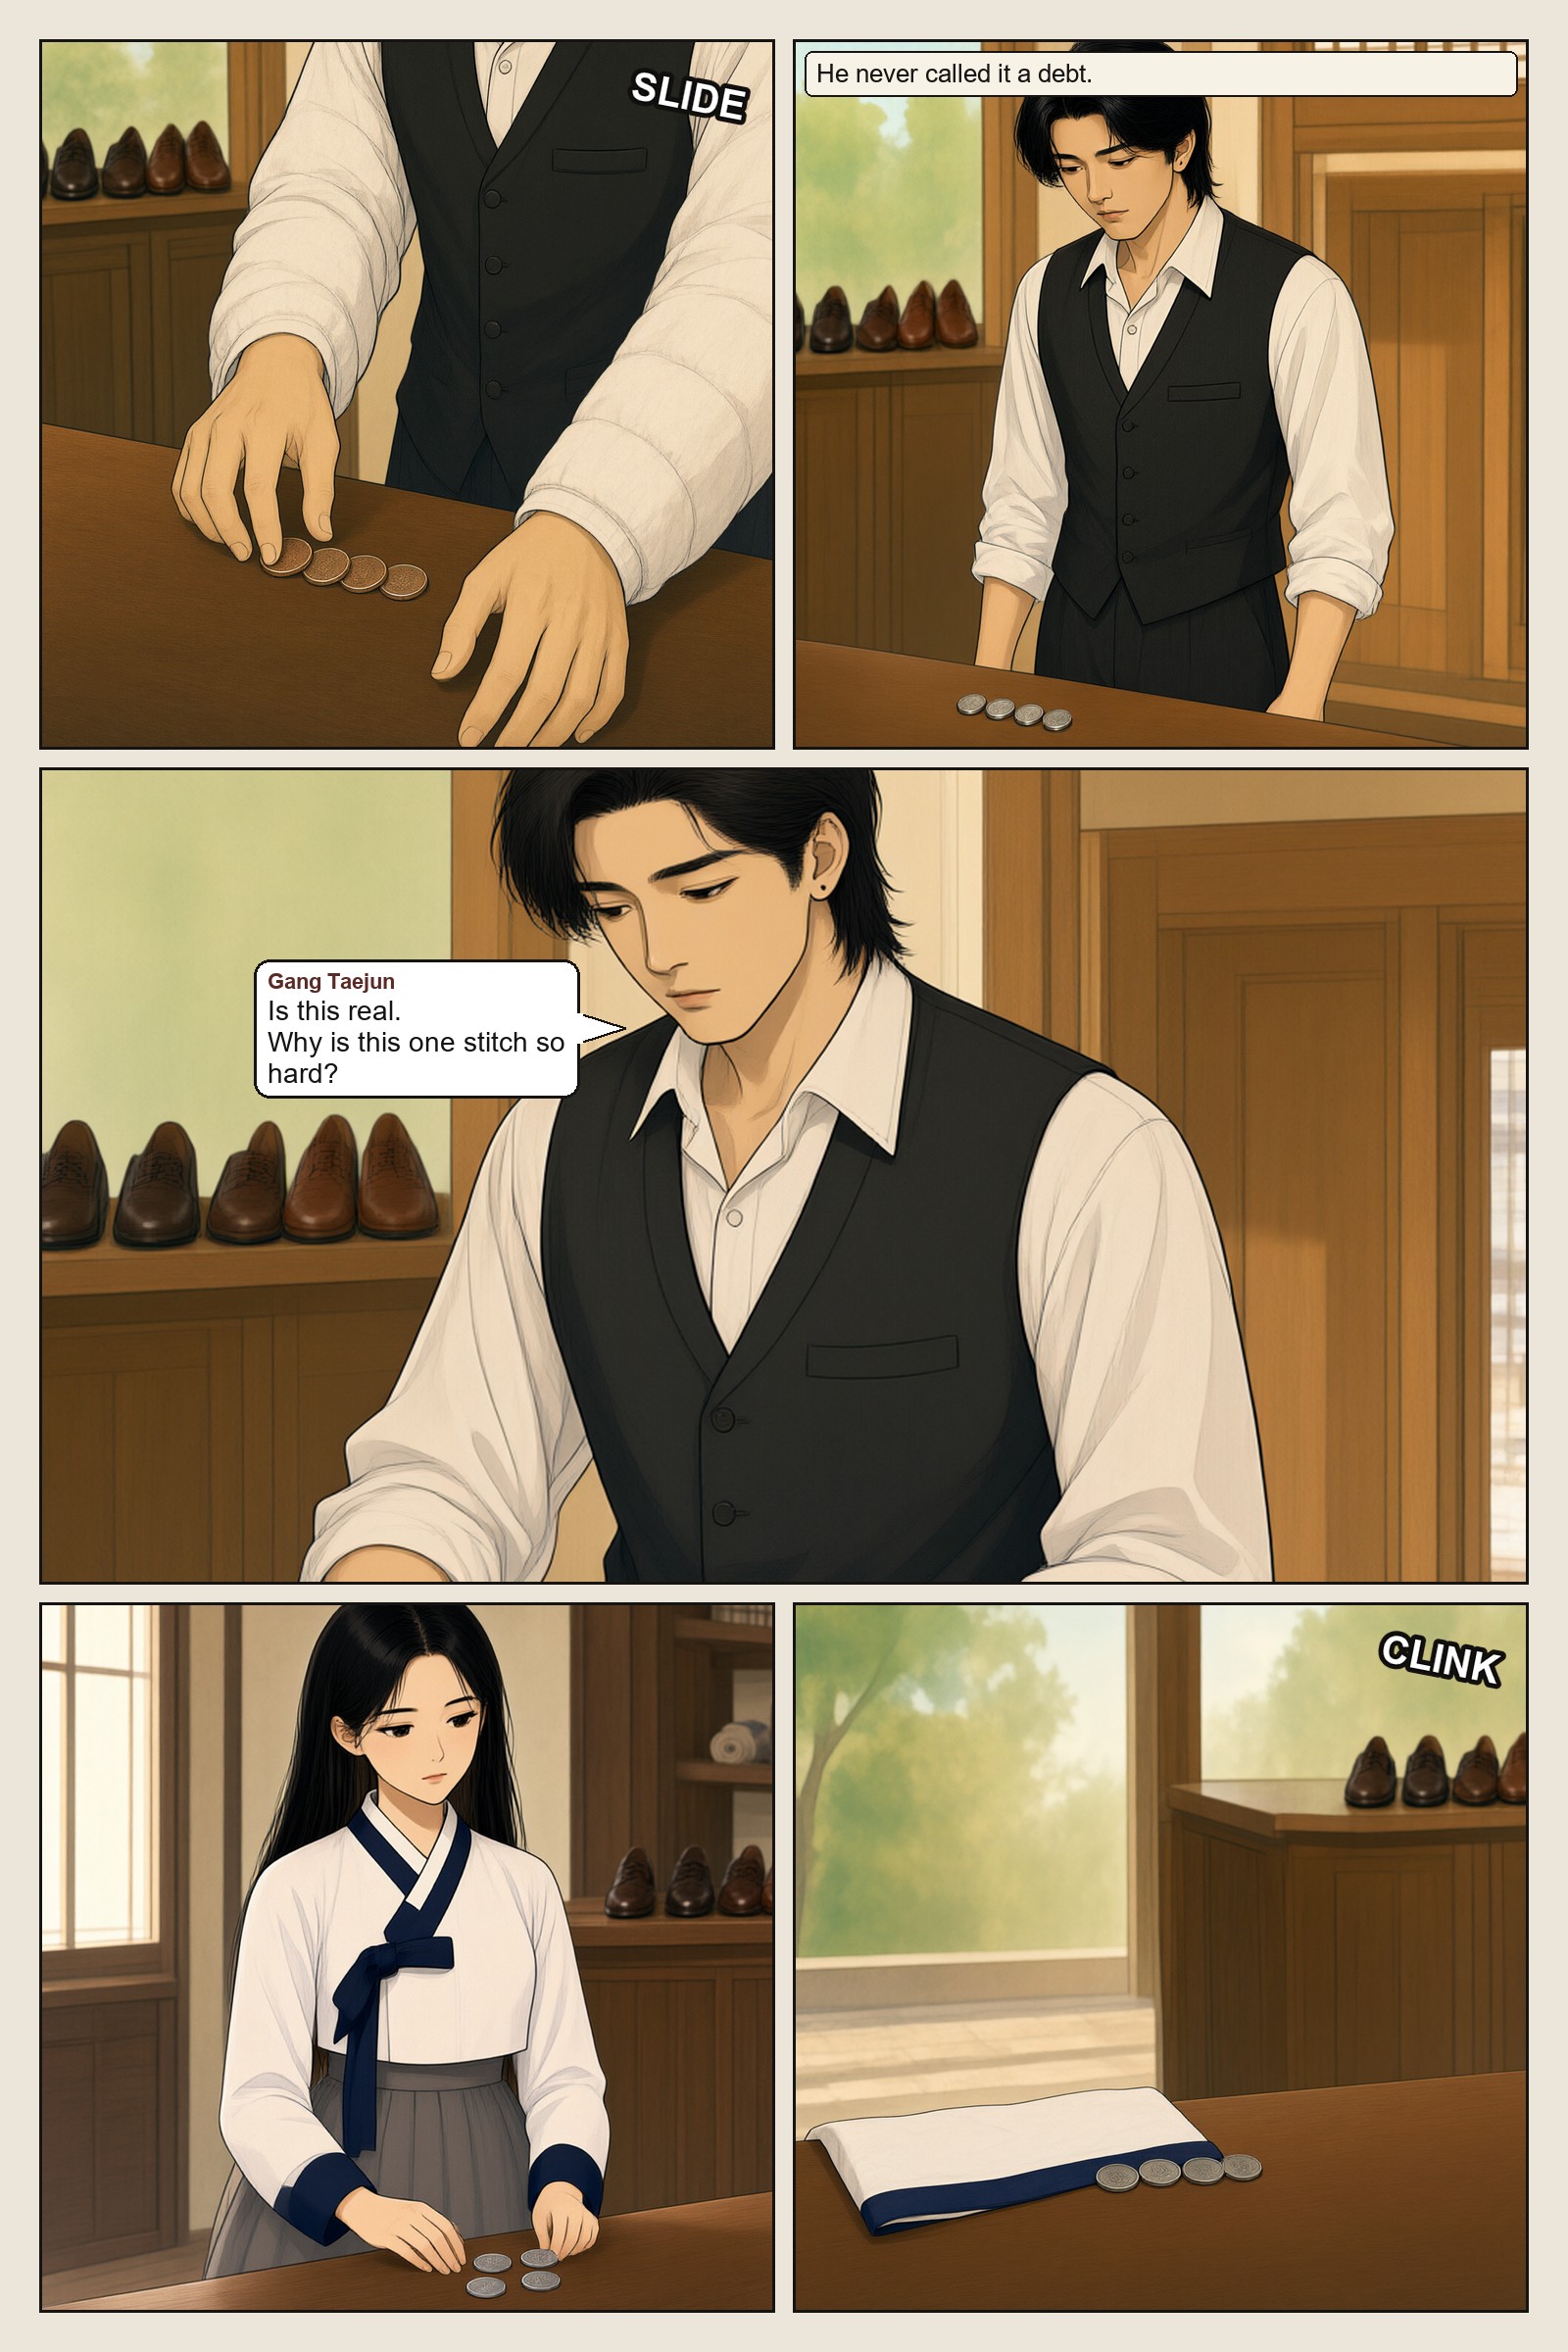 SLIDE
He never called it a debt.
Gang Taejun
Is this real.
Why is this one stitch so
hard?
CLINK